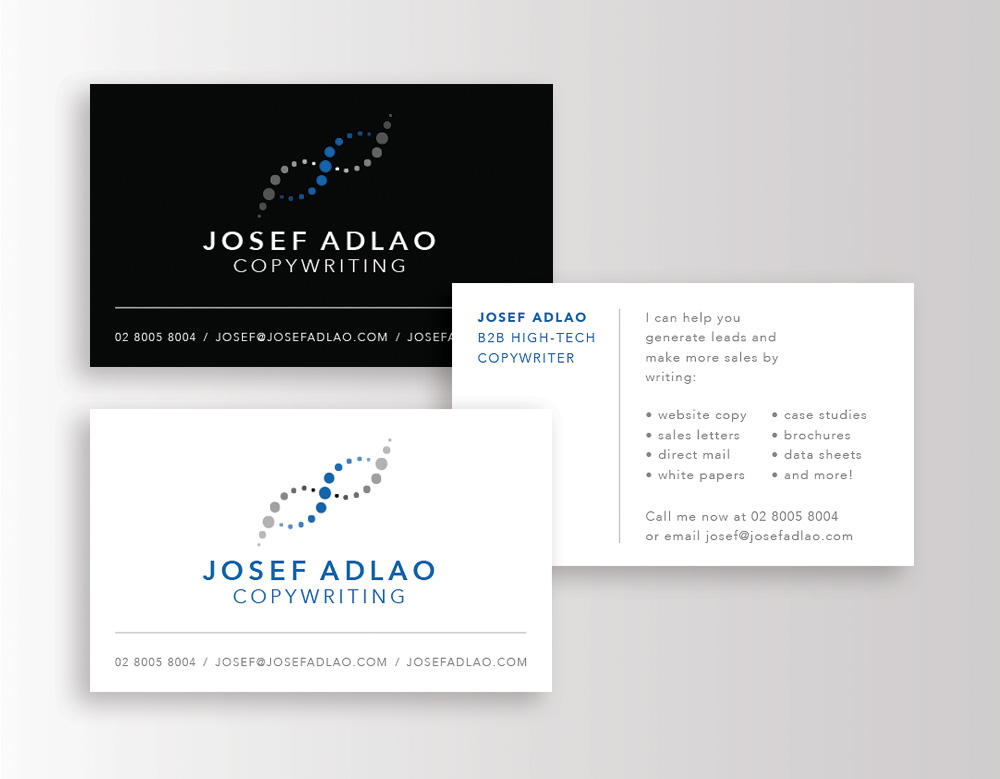 JOSEF ADLAO
COPYWRITING
02 8005 8004 / JOSEF@JOSEFADLAO.COM / JOSEFA
JOSEF ADLAO
B2B HIGH-TECH
COPYWRITER
I can help you
generate leads and
make more sales by
writing:
• website copy
• sales letters
• direct mail
• white papers
• case studies
• brochures
• data sheets
• and more!
Call me now at 02 8005 8004
or email josef@josefadlao.com
JOSEF ADLAO
COPYWRITING
02 8005 8004 / JOSEF@JOSEFADLAO.COM / JOSEFADLAO.COM